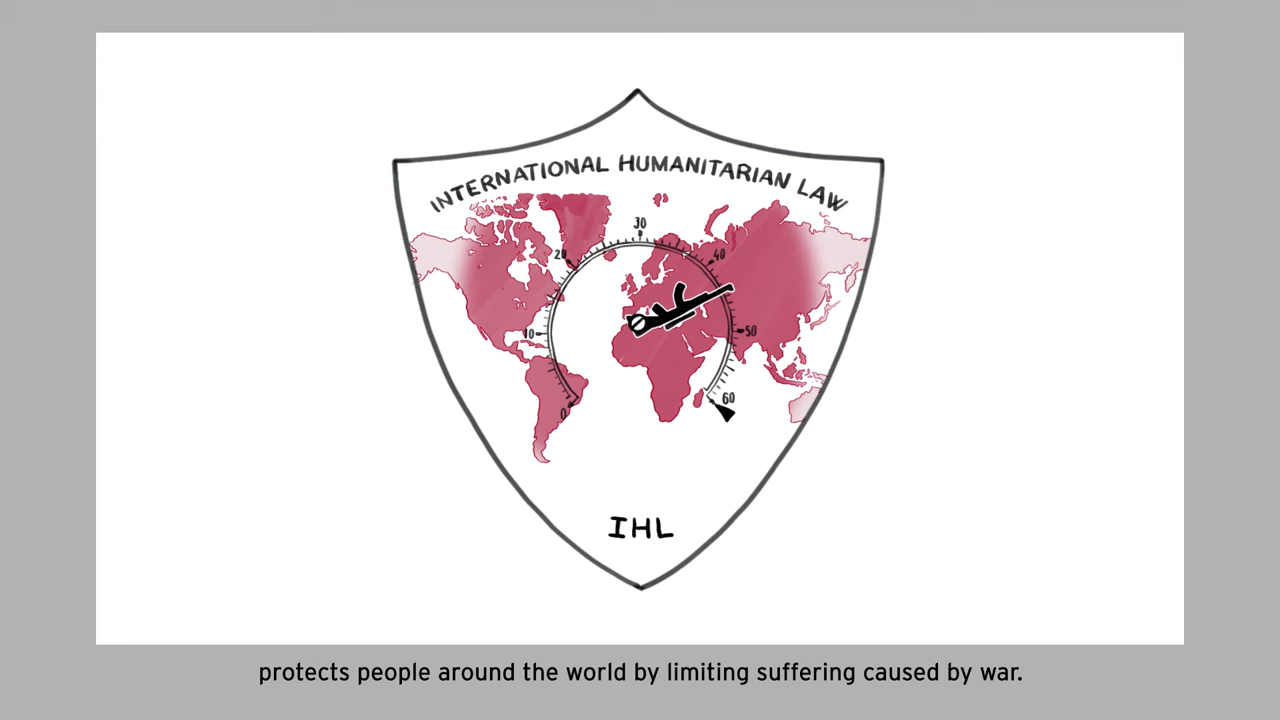 INTERNATIONAL HUMANITARIAN LAW
30
20
40
10
50
0
60
IHL
protects people around the world by limiting suffering caused by war.